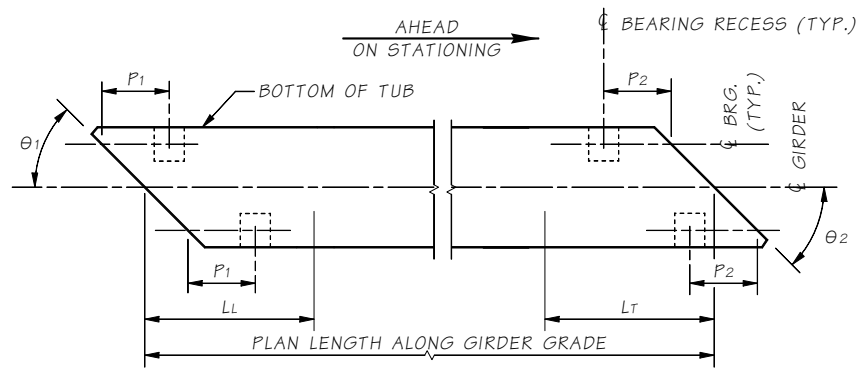 AHEAD
ON STATIONING
℄ BEARING RECESS (TYP.)
P1
BOTTOM OF TUB
P2
℄ BRG.
(TYP.)
℄ GIRDER
θ1
θ2
P1
P2
LL
LT
PLAN LENGTH ALONG GIRDER GRADE